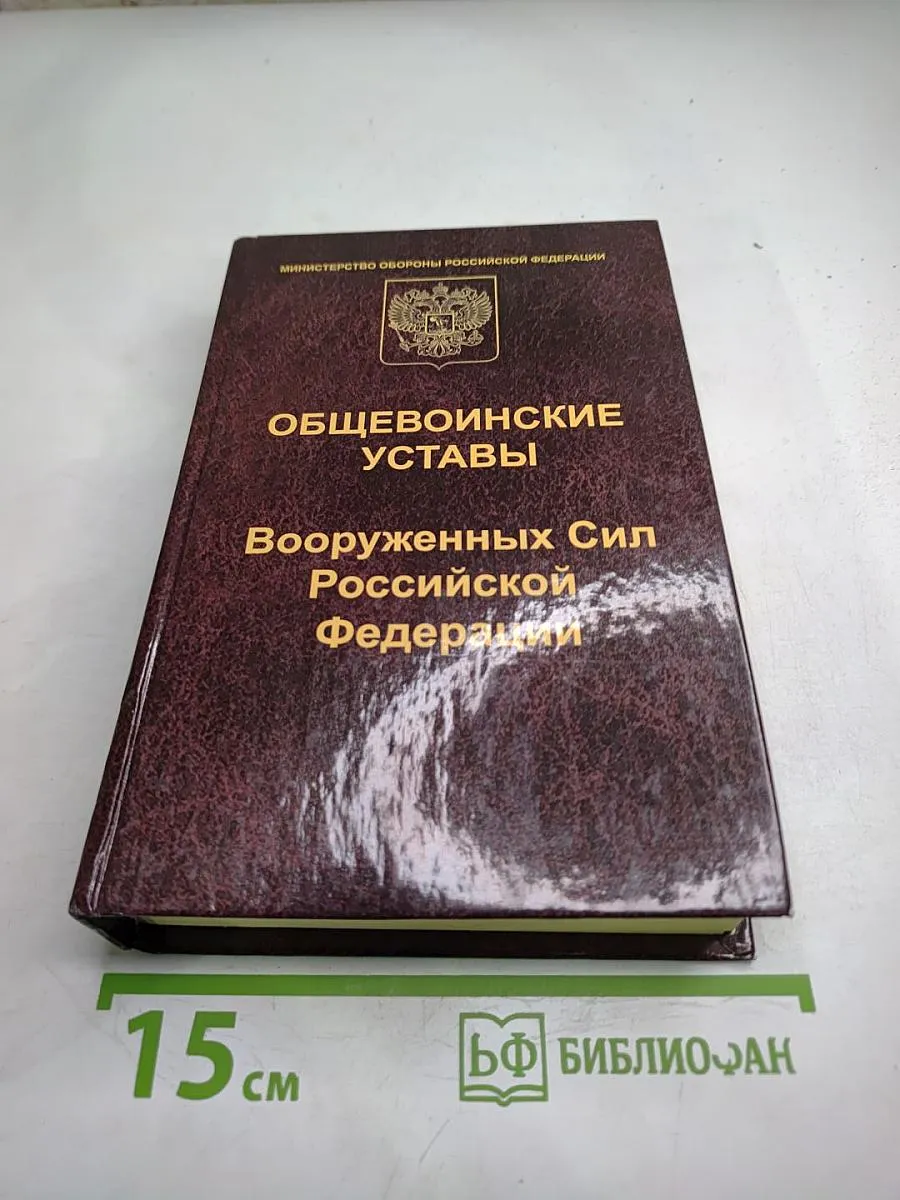 МИНИСТЕРСТВО ОБОРОНЫ РОССИЙСКОЙ ФЕДЕРАЦИИ
ОБЩЕВОИНСКИЕ
УСТАВЫ
Вооруженных Сил
Российской
Федерации
15 см
БФ БИБЛИОФАН